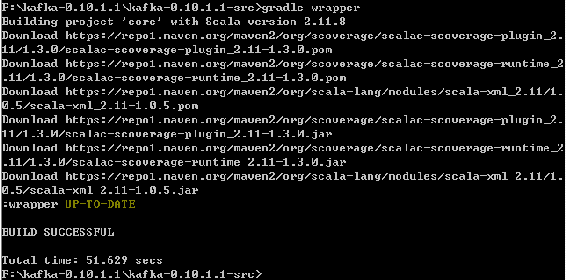 F:\kafka-0.10.1.1\kafka-0.10.1.1-src>gradle wrapper
Building project 'core' with Scala version 2.11.8
Download https://repo1.maven.org/maven2/org/scoverage/scalac-scoverage-plugin_2.
11/1.3.0/scalac-scoverage-plugin_2.11-1.3.0.pom
Download https://repo1.maven.org/maven2/org/scoverage/scalac-scoverage-runtime_2
.11/1.3.0/scalac-scoverage-runtime_2.11-1.3.0.pom
Download https://repo1.maven.org/maven2/org/scala-lang/modules/scala-xml_2.11/1.
0.5/scala-xml_2.11-1.0.5.pom
Download https://repo1.maven.org/maven2/org/scoverage/scalac-scoverage-plugin_2.
11/1.3.0/scalac-scoverage-plugin_2.11-1.3.0.jar
Download https://repo1.maven.org/maven2/org/scoverage/scalac-scoverage-runtime_2
.11/1.3.0/scalac-scoverage-runtime_2.11-1.3.0.jar
Download https://repo1.maven.org/maven2/org/scala-lang/modules/scala-xml_2.11/1.
0.5/scala-xml_2.11-1.0.5.jar
:wrapper UP-TO-DATE
BUILD SUCCESSFUL
Total time: 51.629 secs
F:\kafka-0.10.1.1\kafka-0.10.1.1-src>